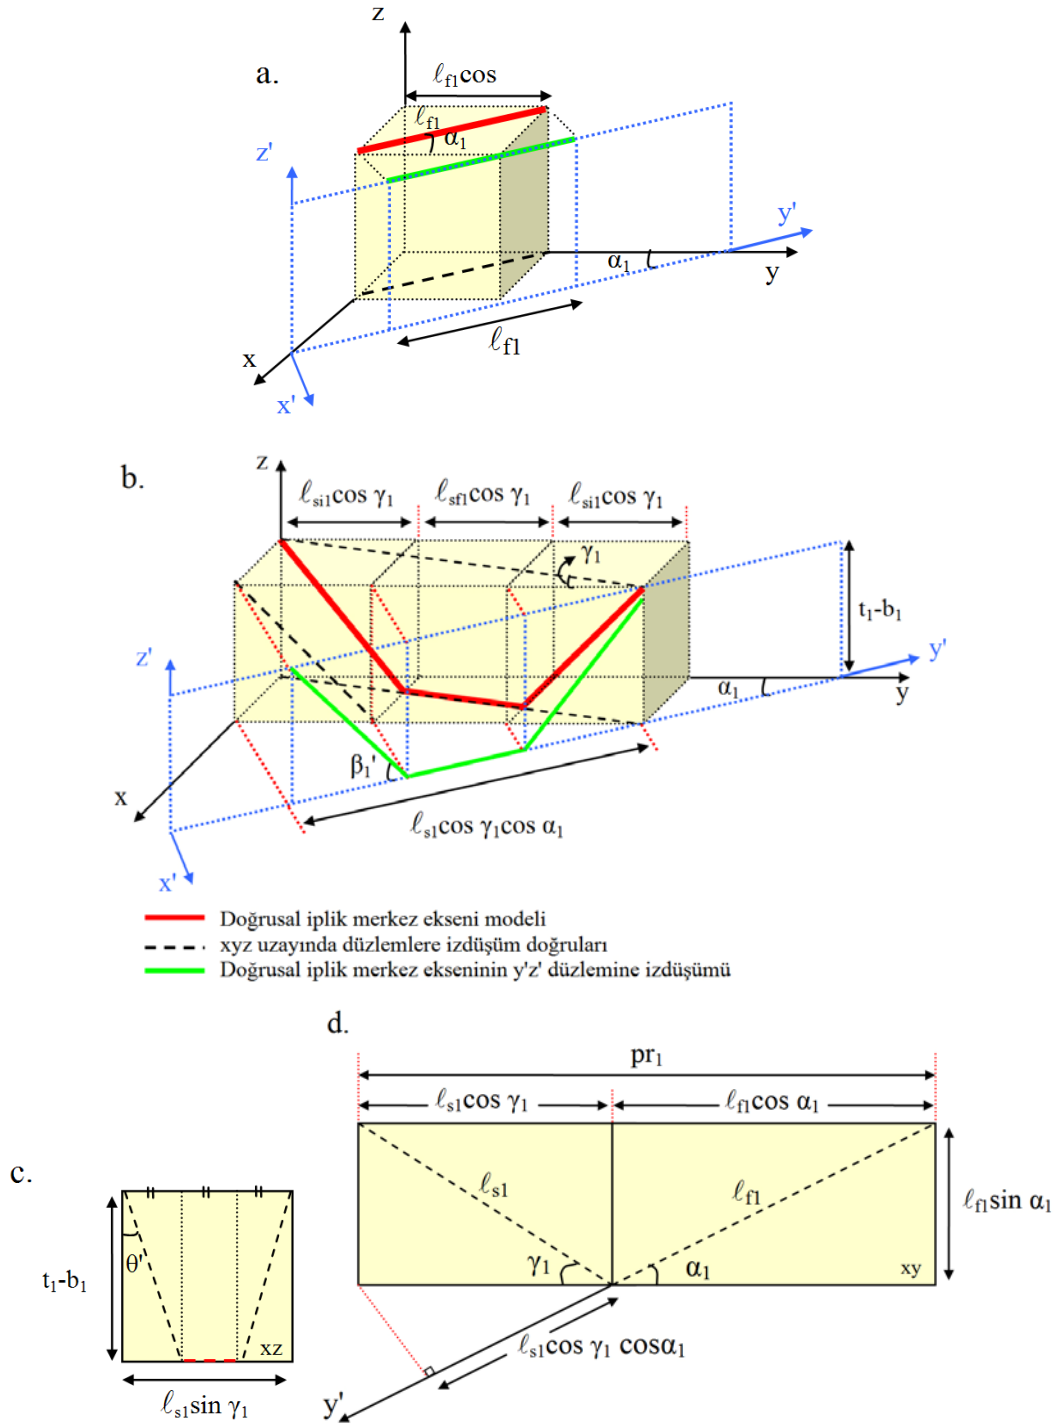 z
a.
ℓf1cos
ℓf1
α1
z'
y'
α1
y
ℓf1
x
x'
b.
z
ℓsi1cos γ1
ℓsf1cos γ1
ℓsi1cos γ1
γ1
t1-b1
z'
y'
α1
y
β1'
x
ℓs1cos γ1cos α1
x'
Doğrusal iplik merkez ekseni modeli
xyz uzayında düzlemlere izdüşüm doğruları
Doğrusal iplik merkez ekseninin y'z' düzlemine izdüşümü
d.
pr1
ℓs1cos γ1
ℓf1cos α1
c.
ℓs1
ℓf1
ℓf1sin α1
θ'
γ1
α1
xy
t1-b1
xz
ℓs1cos γ1 cosα1
ℓs1sin γ1
y'